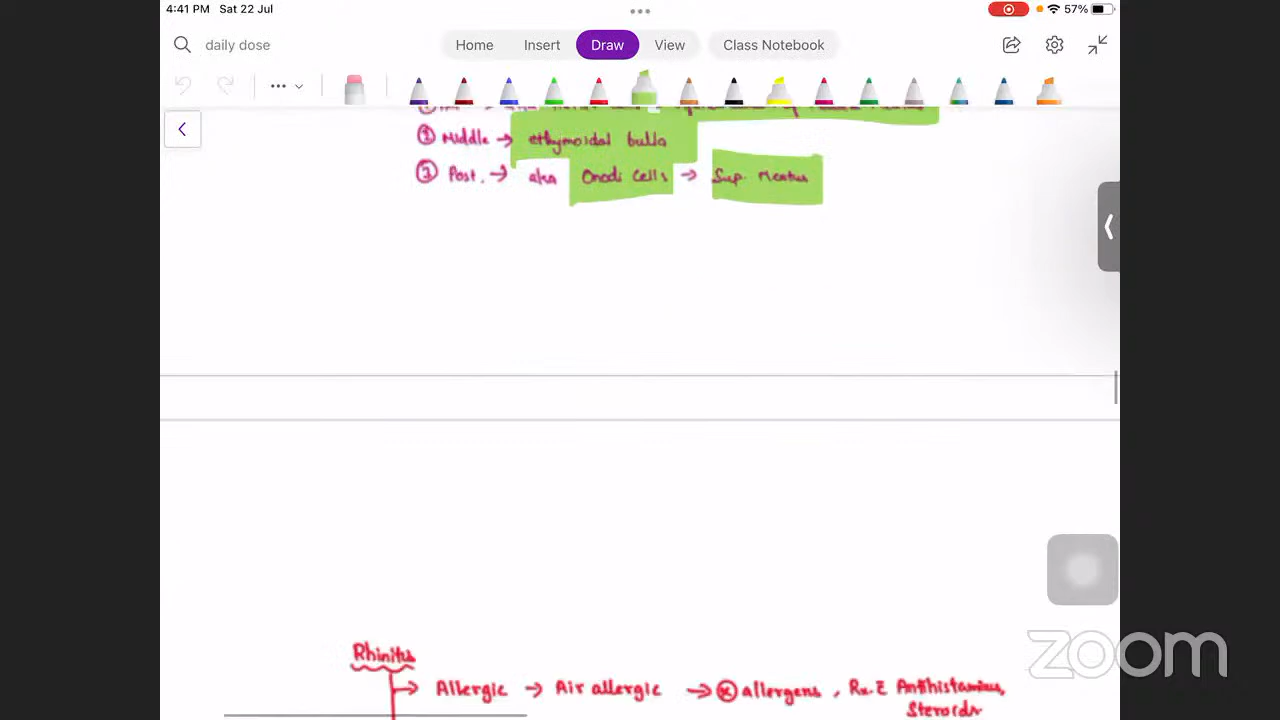 4:41 PM Sat 22 Jul
57%
daily dose
Home Insert Draw View Class Notebook
② Middle → ethymoidal bulla
③ Post. → aka Onodi Cells → Sup. Meatus
Rhinitis
→ Allergic → Air allergic → ⊗ allergens, Rx. c̄ Antihistamines,
Steroids
zoom